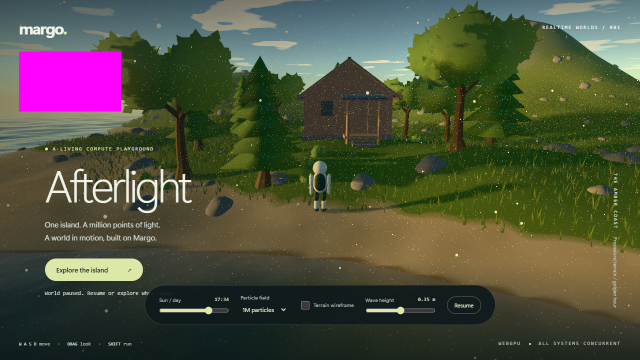 margo.
REALTIME WORLDS / 001
A LIVING COMPUTE PLAYGROUND
Afterlight
One island. A million points of light.
A world in motion, built on Margo.
Explore the island ↗
World paused. Resume or explore
THE AMBER COAST
Sun / day 17:34
Particle field
1M particles
Terrain wireframe
Wave height 0.35 m
Resume
W A S D move · DRAG look · SHIFT run
WEBGPU ALL SYSTEMS CONCURRENT